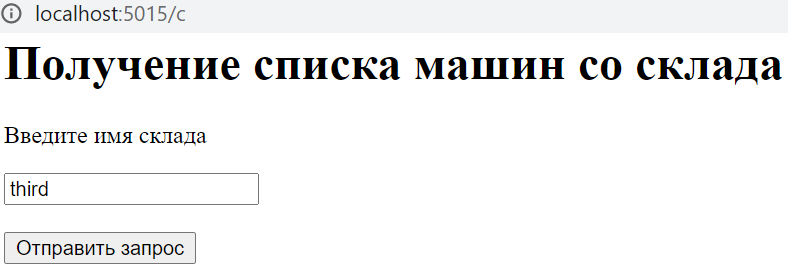 localhost:5015/c
Получение списка машин со склада
Введите имя склада
third
Отправить запрос